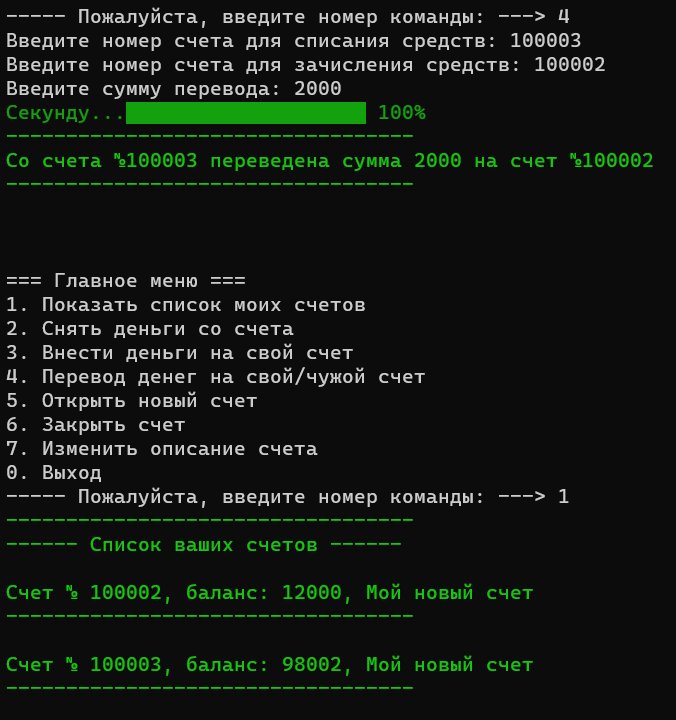 ----- Пожалуйста, введите номер команды: ---> 4
Введите номер счета для списания средств: 100003
Введите номер счета для зачисления средств: 100002
Введите сумму перевода: 2000
Секунду... 100%
----------------------------------
Со счета №100003 переведена сумма 2000 на счет №100002
----------------------------------
=== Главное меню ===
1. Показать список моих счетов
2. Снять деньги со счета
3. Внести деньги на свой счет
4. Перевод денег на свой/чужой счет
5. Открыть новый счет
6. Закрыть счет
7. Изменить описание счета
0. Выход
----- Пожалуйста, введите номер команды: ---> 1
----------------------------------
------ Список ваших счетов ------
Счет № 100002, баланс: 12000, Мой новый счет
----------------------------------
Счет № 100003, баланс: 98002, Мой новый счет
----------------------------------